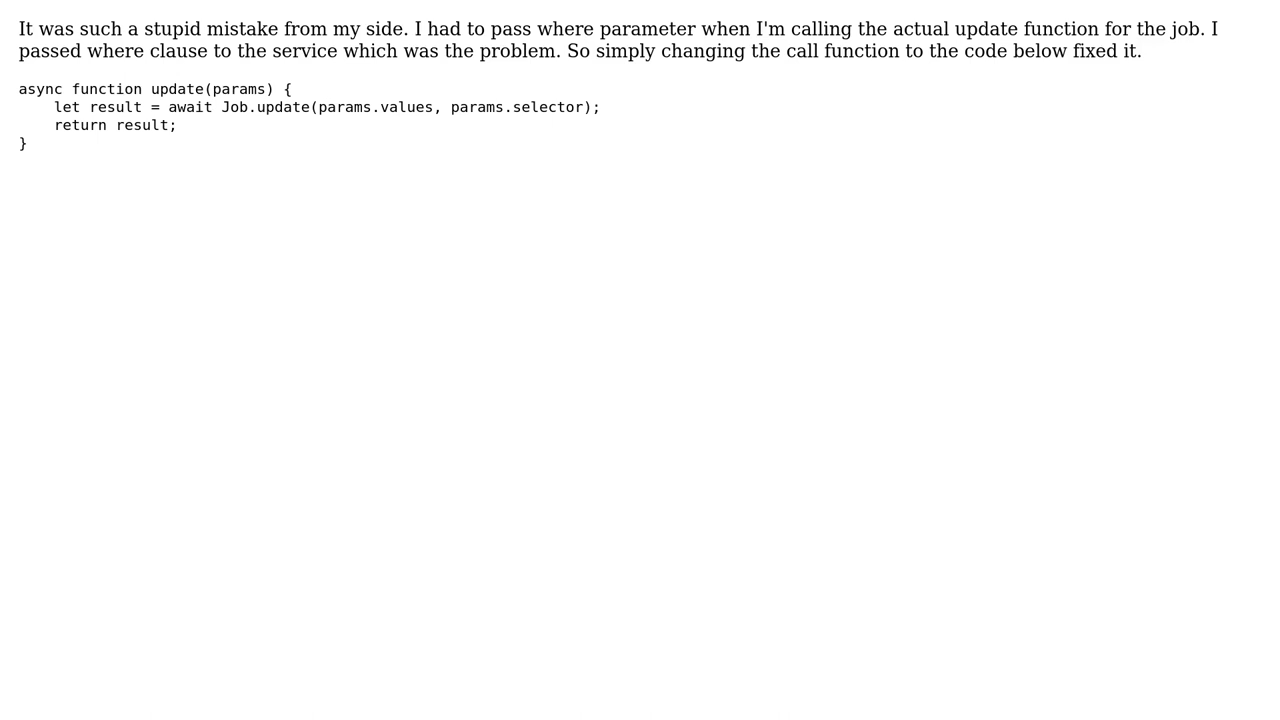 It was such a stupid mistake from my side. I had to pass where parameter when I'm calling the actual update function for the job. I
passed where clause to the service which was the problem. So simply changing the call function to the code below fixed it.
async function update(params) {
    let result = await Job.update(params.values, params.selector);
    return result;
}